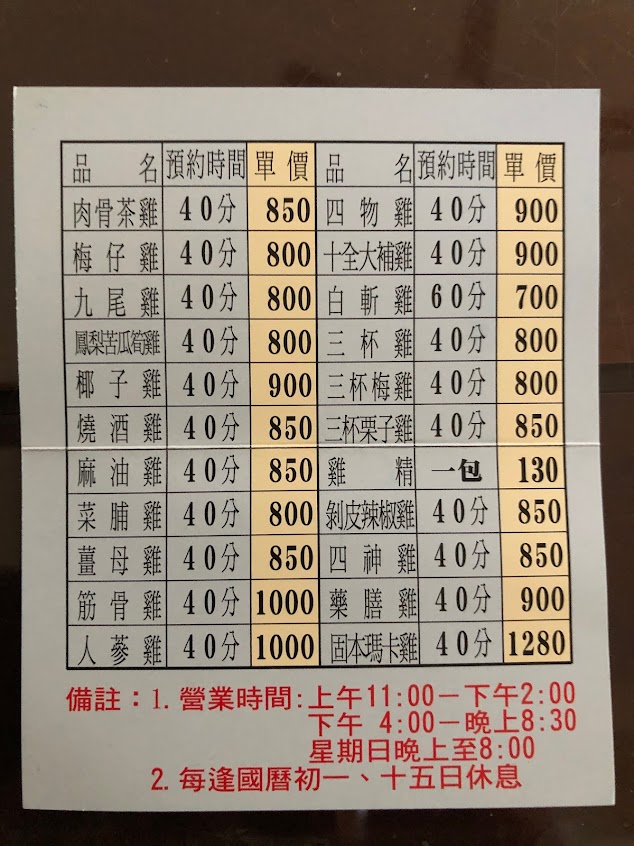 品名 預約時間 單價 品名 預約時間 單價
肉骨茶雞 40分 850 四物雞 40分 900
梅仔雞 40分 800 十全大補雞 40分 900
九尾雞 40分 800 白斬雞 60分 700
鳳梨苦瓜筍雞 40分 800 三杯雞 40分 800
椰子雞 40分 900 三杯梅雞 40分 800
燒酒雞 40分 850 三杯栗子雞 40分 850
麻油雞 40分 850 雞精 一包 130
菜脯雞 40分 800 剝皮辣椒雞 40分 850
薑母雞 40分 850 四神雞 40分 850
筋骨雞 40分 1000 藥膳雞 40分 900
人蔘雞 40分 1000 固本瑪卡雞 40分 1280
備註：1.營業時間:上午11:00－下午2:00
下午 4:00－晚上8:30
星期日晚上至8:00
2.每逢國曆初一、十五日休息